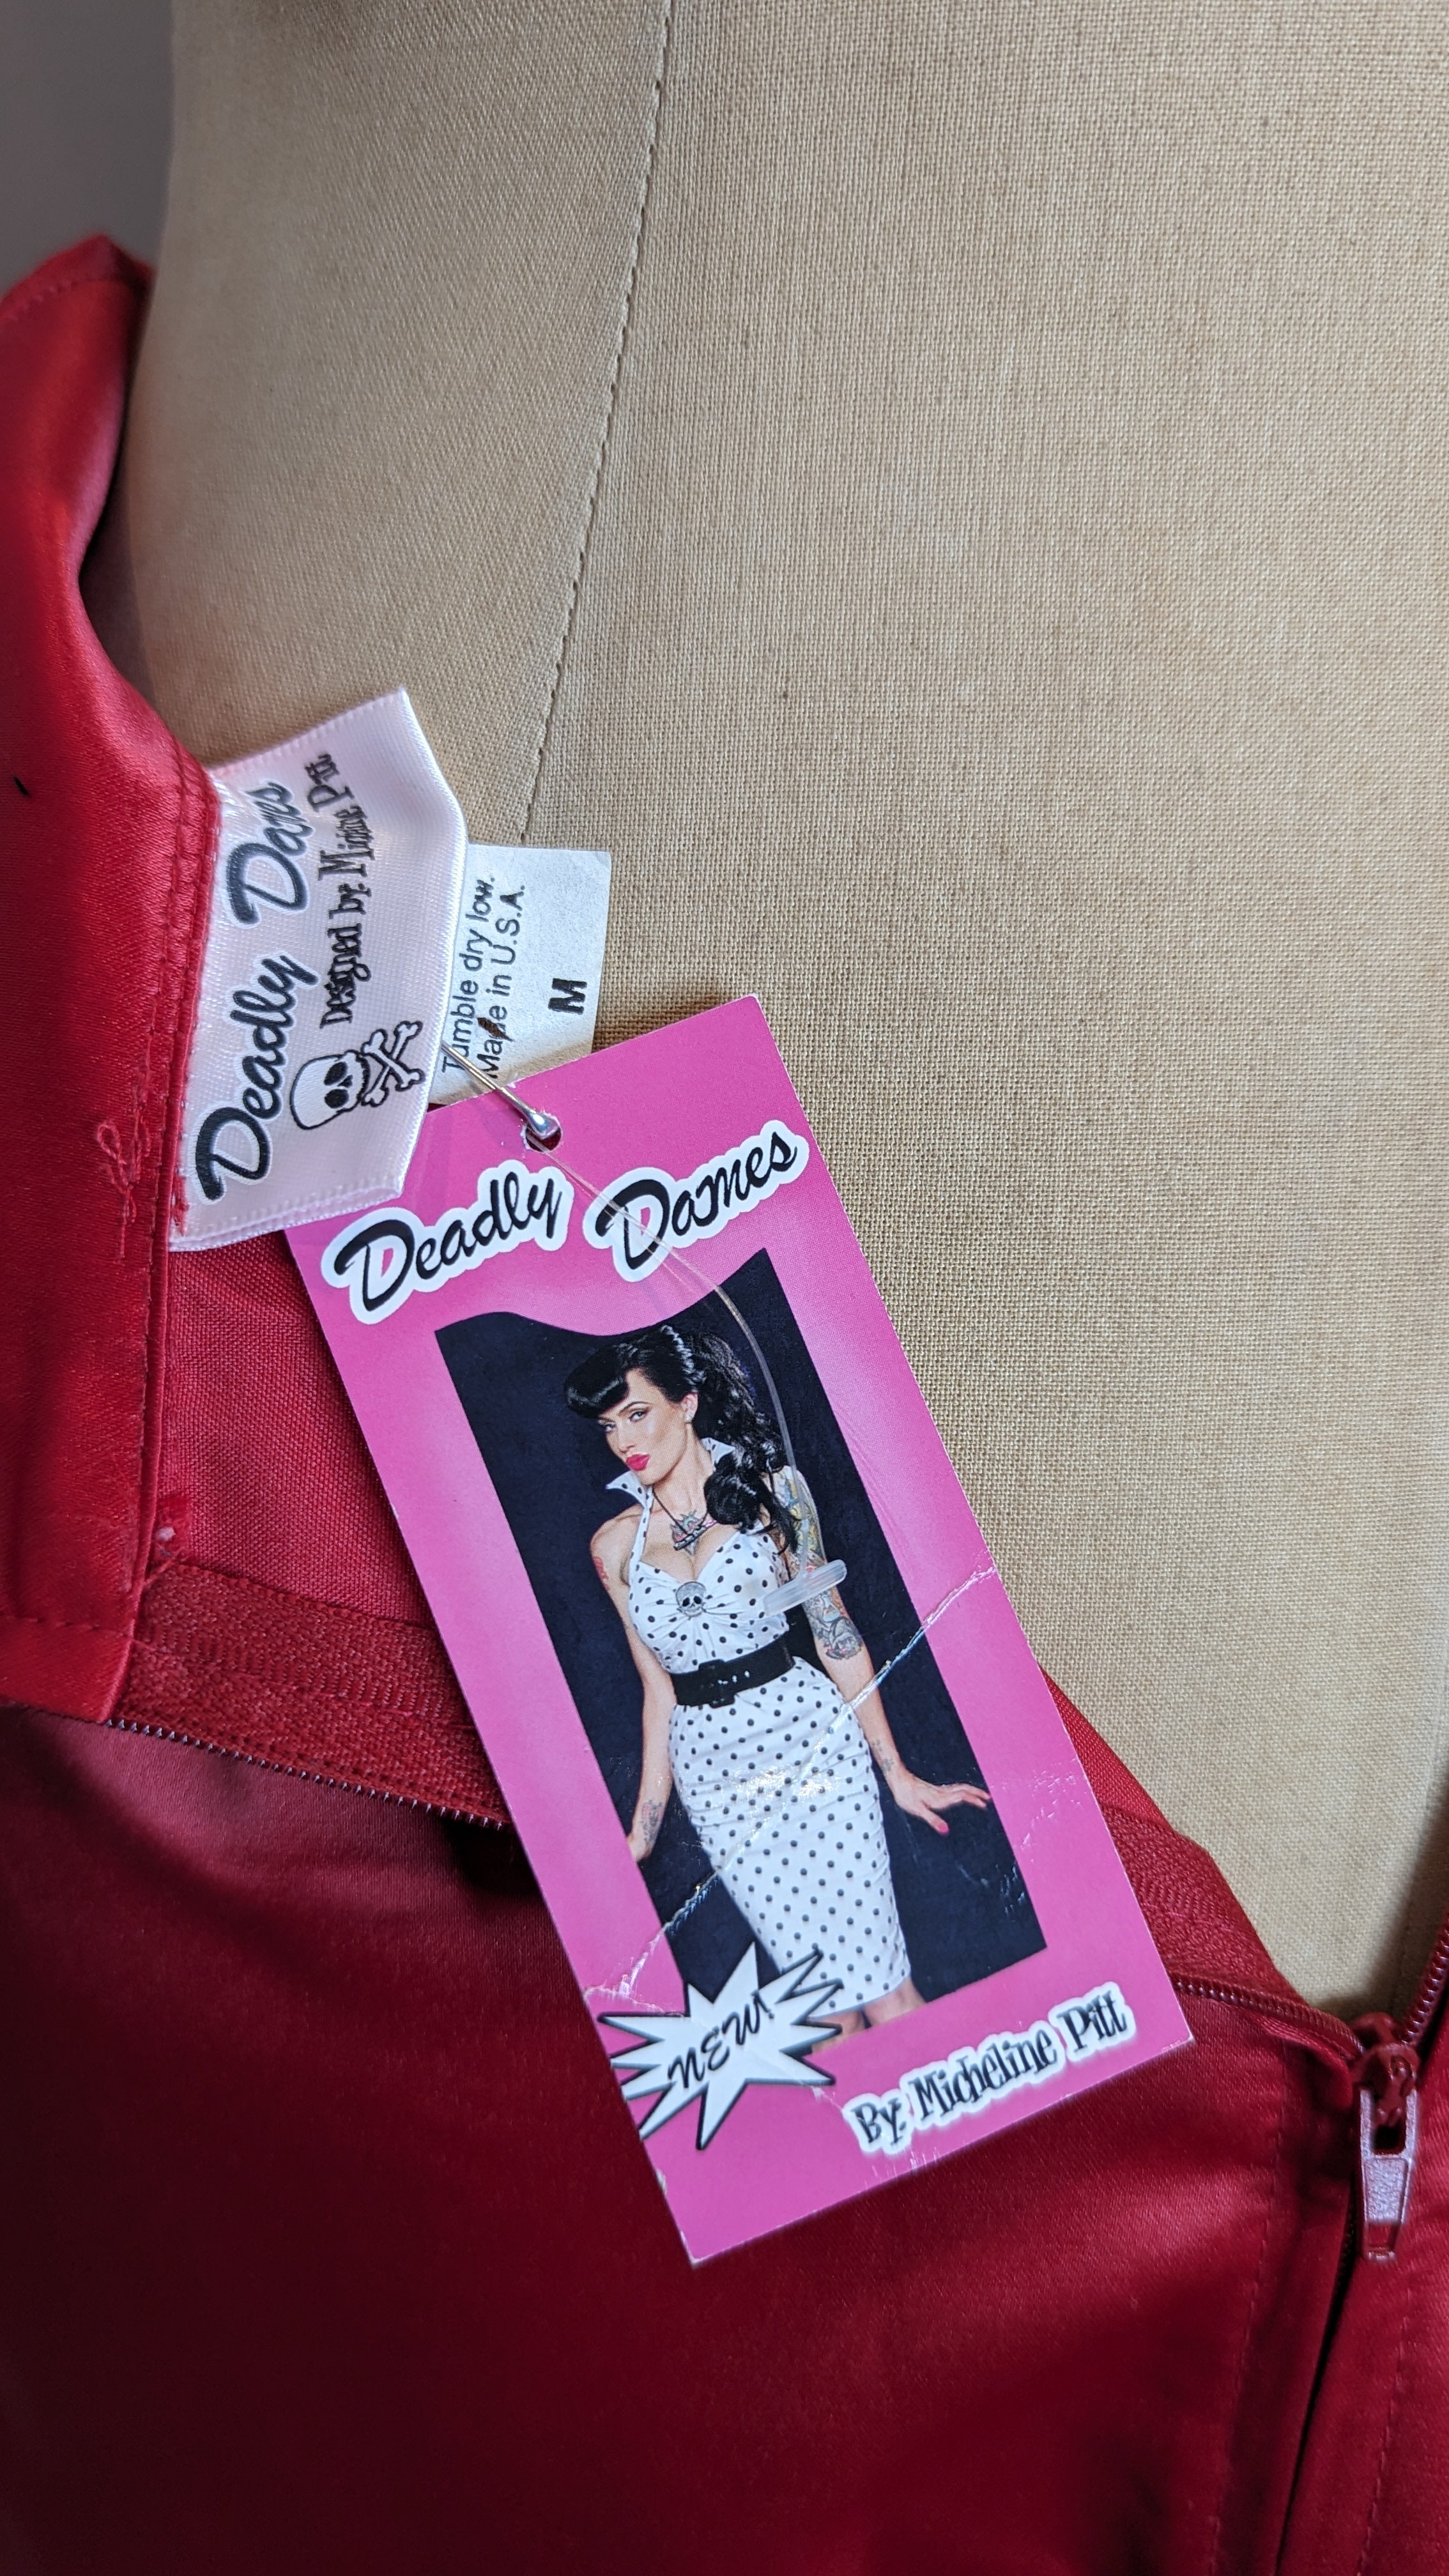 Deadly Dames
Designed by: Micheline Pitt
Tumble dry low.
Made in U.S.A.
M
Deadly Dames
NEW!
By: Micheline Pitt